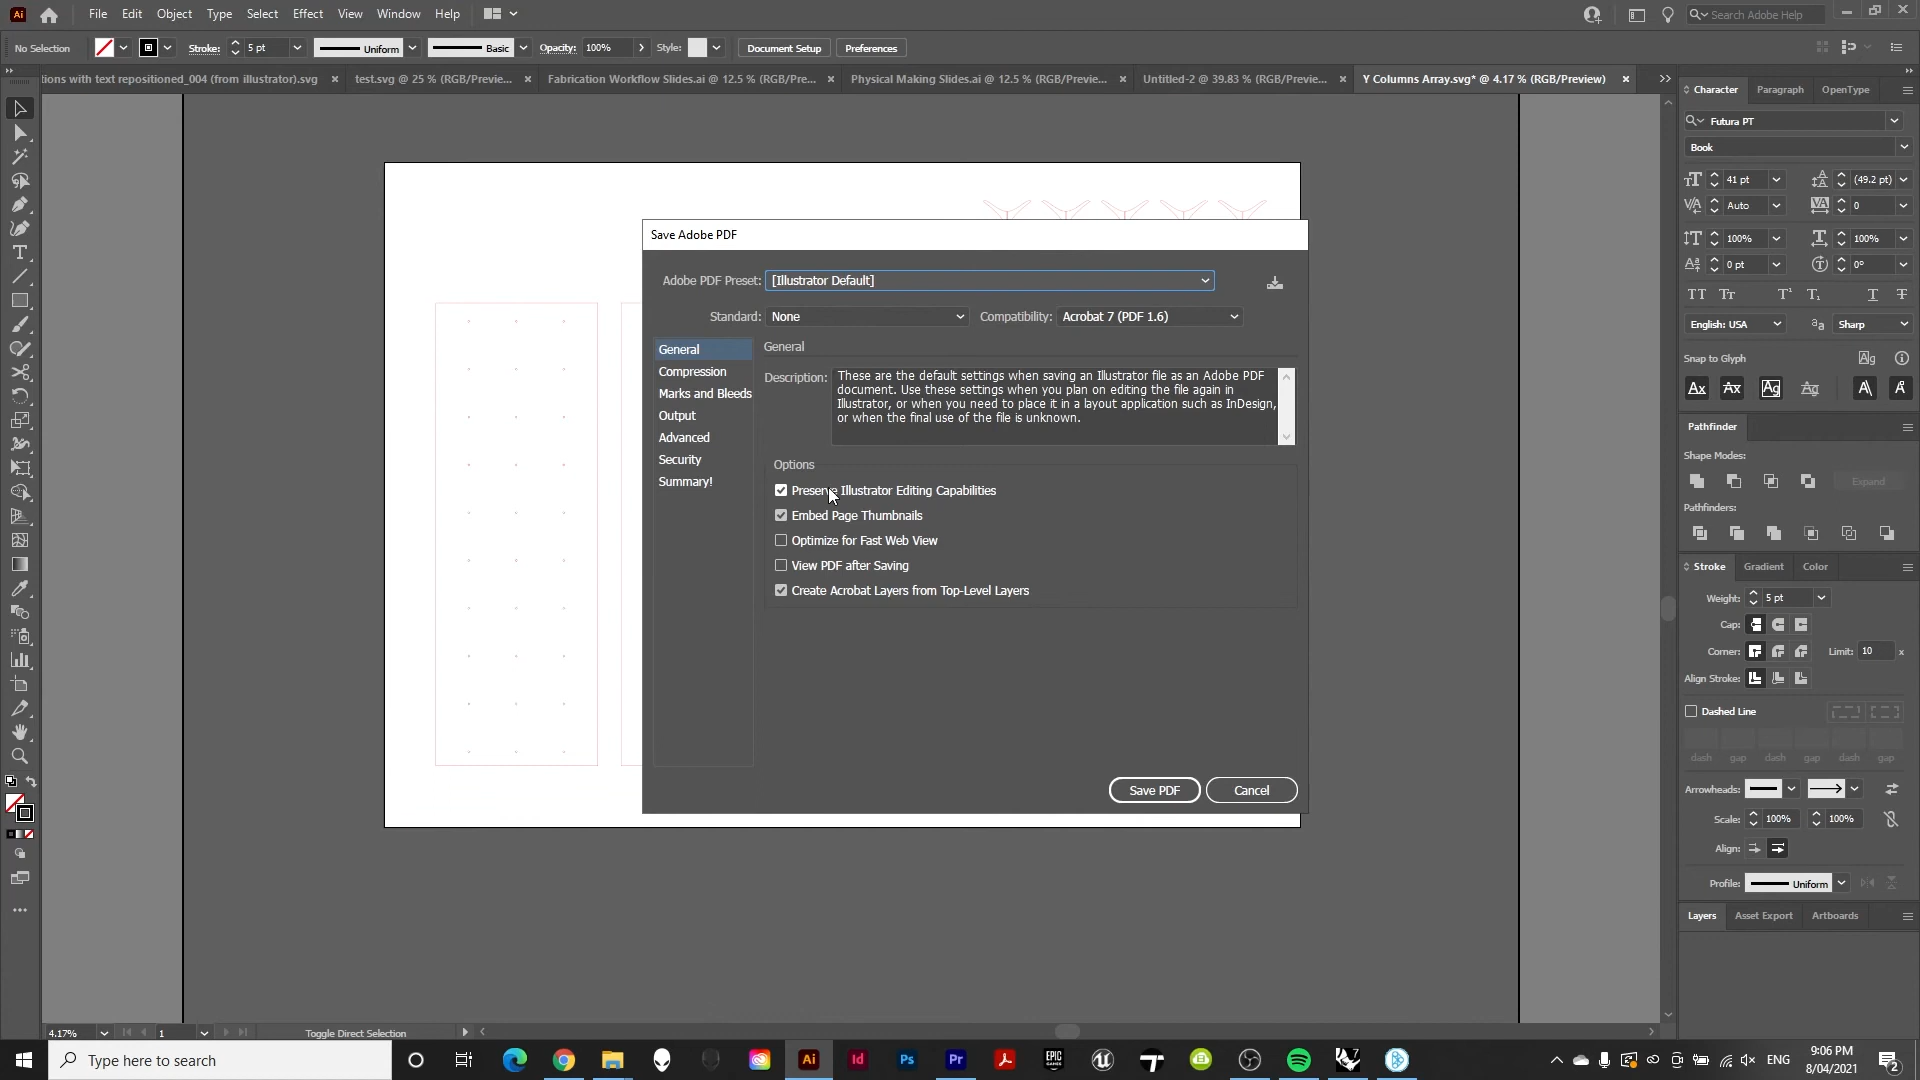 Ai File Edit Object Type Select Effect View Window Help Search Adobe Help
No Selection Stroke: 5 pt Uniform Basic Opacity: 100% Style: Document Setup Preferences
tions with text repositioned_004 (from illustrator).svg × test.svg @ 25 % (RGB/Previe... × Fabrication Workflow Slides.ai @ 12.5 % (RGB/Pre... × Physical Making Slides.ai @ 12.5 % (RGB/Previe... × Untitled-2 @ 39.83 % (RGB/Previe... × Y Columns Array.svg* @ 4.17 % (RGB/Preview) ×
Save Adobe PDF
Adobe PDF Preset: [Illustrator Default]
Standard: None Compatibility: Acrobat 7 (PDF 1.6)
General
Compression
Marks and Bleeds
Output
Advanced
Security
Summary!
General
Description: These are the default settings when saving an Illustrator file as an Adobe PDF
document. Use these settings when you plan on editing the file again in
Illustrator, or when you need to place it in a layout application such as InDesign,
or when the final use of the file is unknown.
Options
Preserve Illustrator Editing Capabilities
Embed Page Thumbnails
Optimize for Fast Web View
View PDF after Saving
Create Acrobat Layers from Top-Level Layers
Save PDF Cancel
Character Paragraph OpenType
Futura PT
Book
41 pt (49.2 pt)
Auto 0
100% 100%
0 pt 0°
English: USA Sharp
Snap to Glyph
Pathfinder
Shape Modes:
Expand
Pathfinders:
Stroke Gradient Color
Weight: 5 pt
Cap:
Corner: Limit: 10 x
Align Stroke:
Dashed Line
dash gap dash gap dash gap
Arrowheads:
Scale: 100% 100%
Align:
Profile: Uniform
Layers Asset Export Artboards
4.17% 1 Toggle Direct Selection
Type here to search
Ai Id Ps Pr EPIC GAMES 7 ENG
9:06 PM
8/04/2021
2